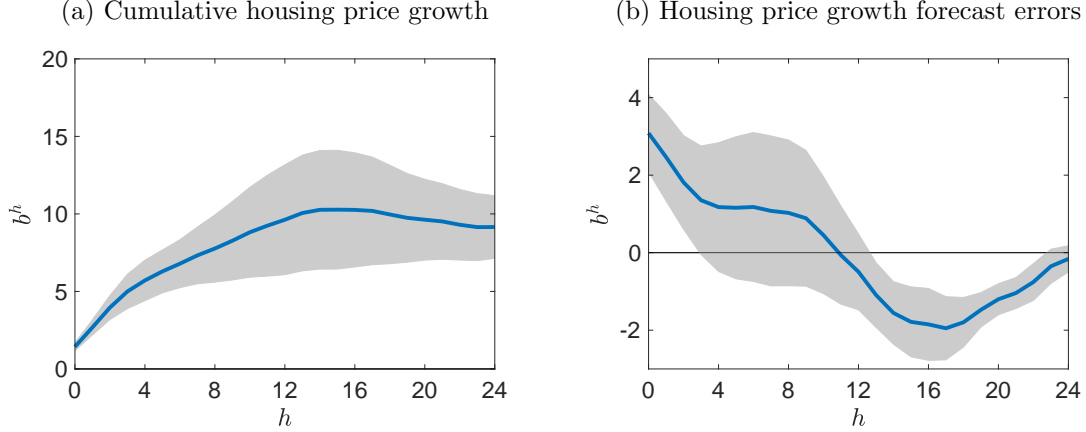 (a) Cumulative housing price growth
20
15
10
5
0
0 4 8 12 16 20 24
b^h
h
(b) Housing price growth forecast errors
4
2
0
-2
0 4 8 12 16 20 24
b^h
h